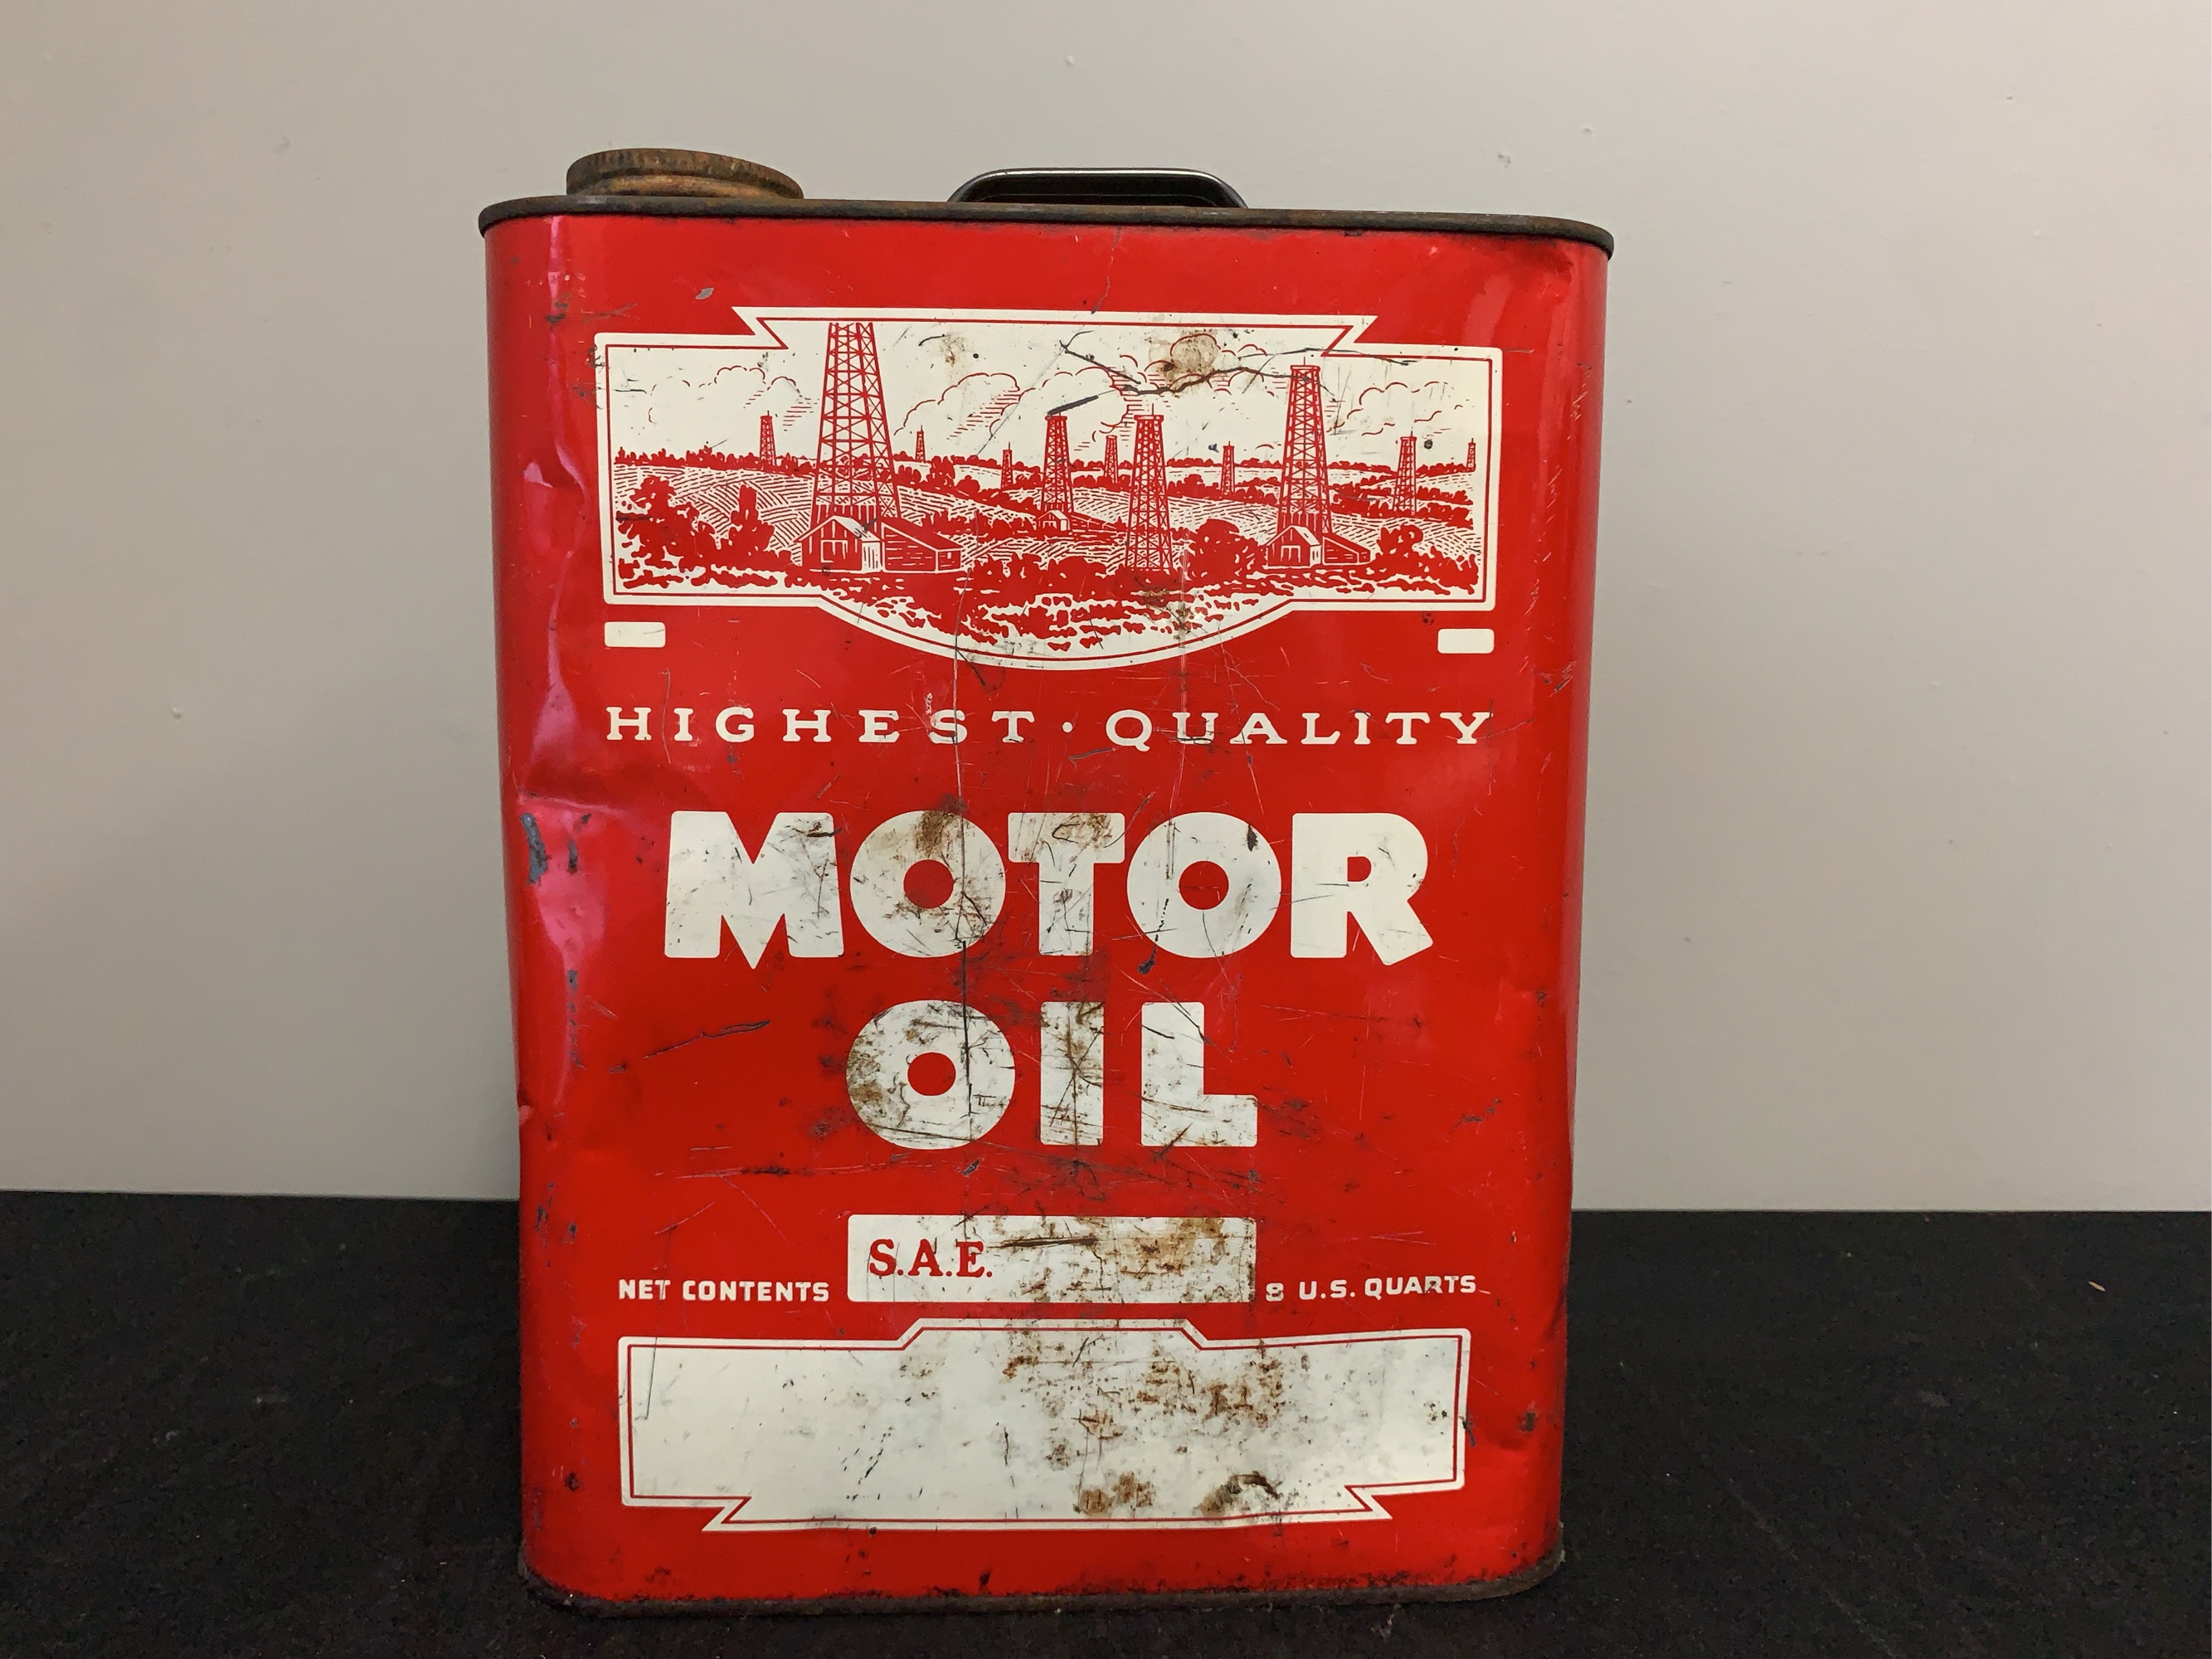 HIGHEST · QUALITY
MOTOR
OIL
S.A.E.
NET CONTENTS 8 U.S. QUARTS